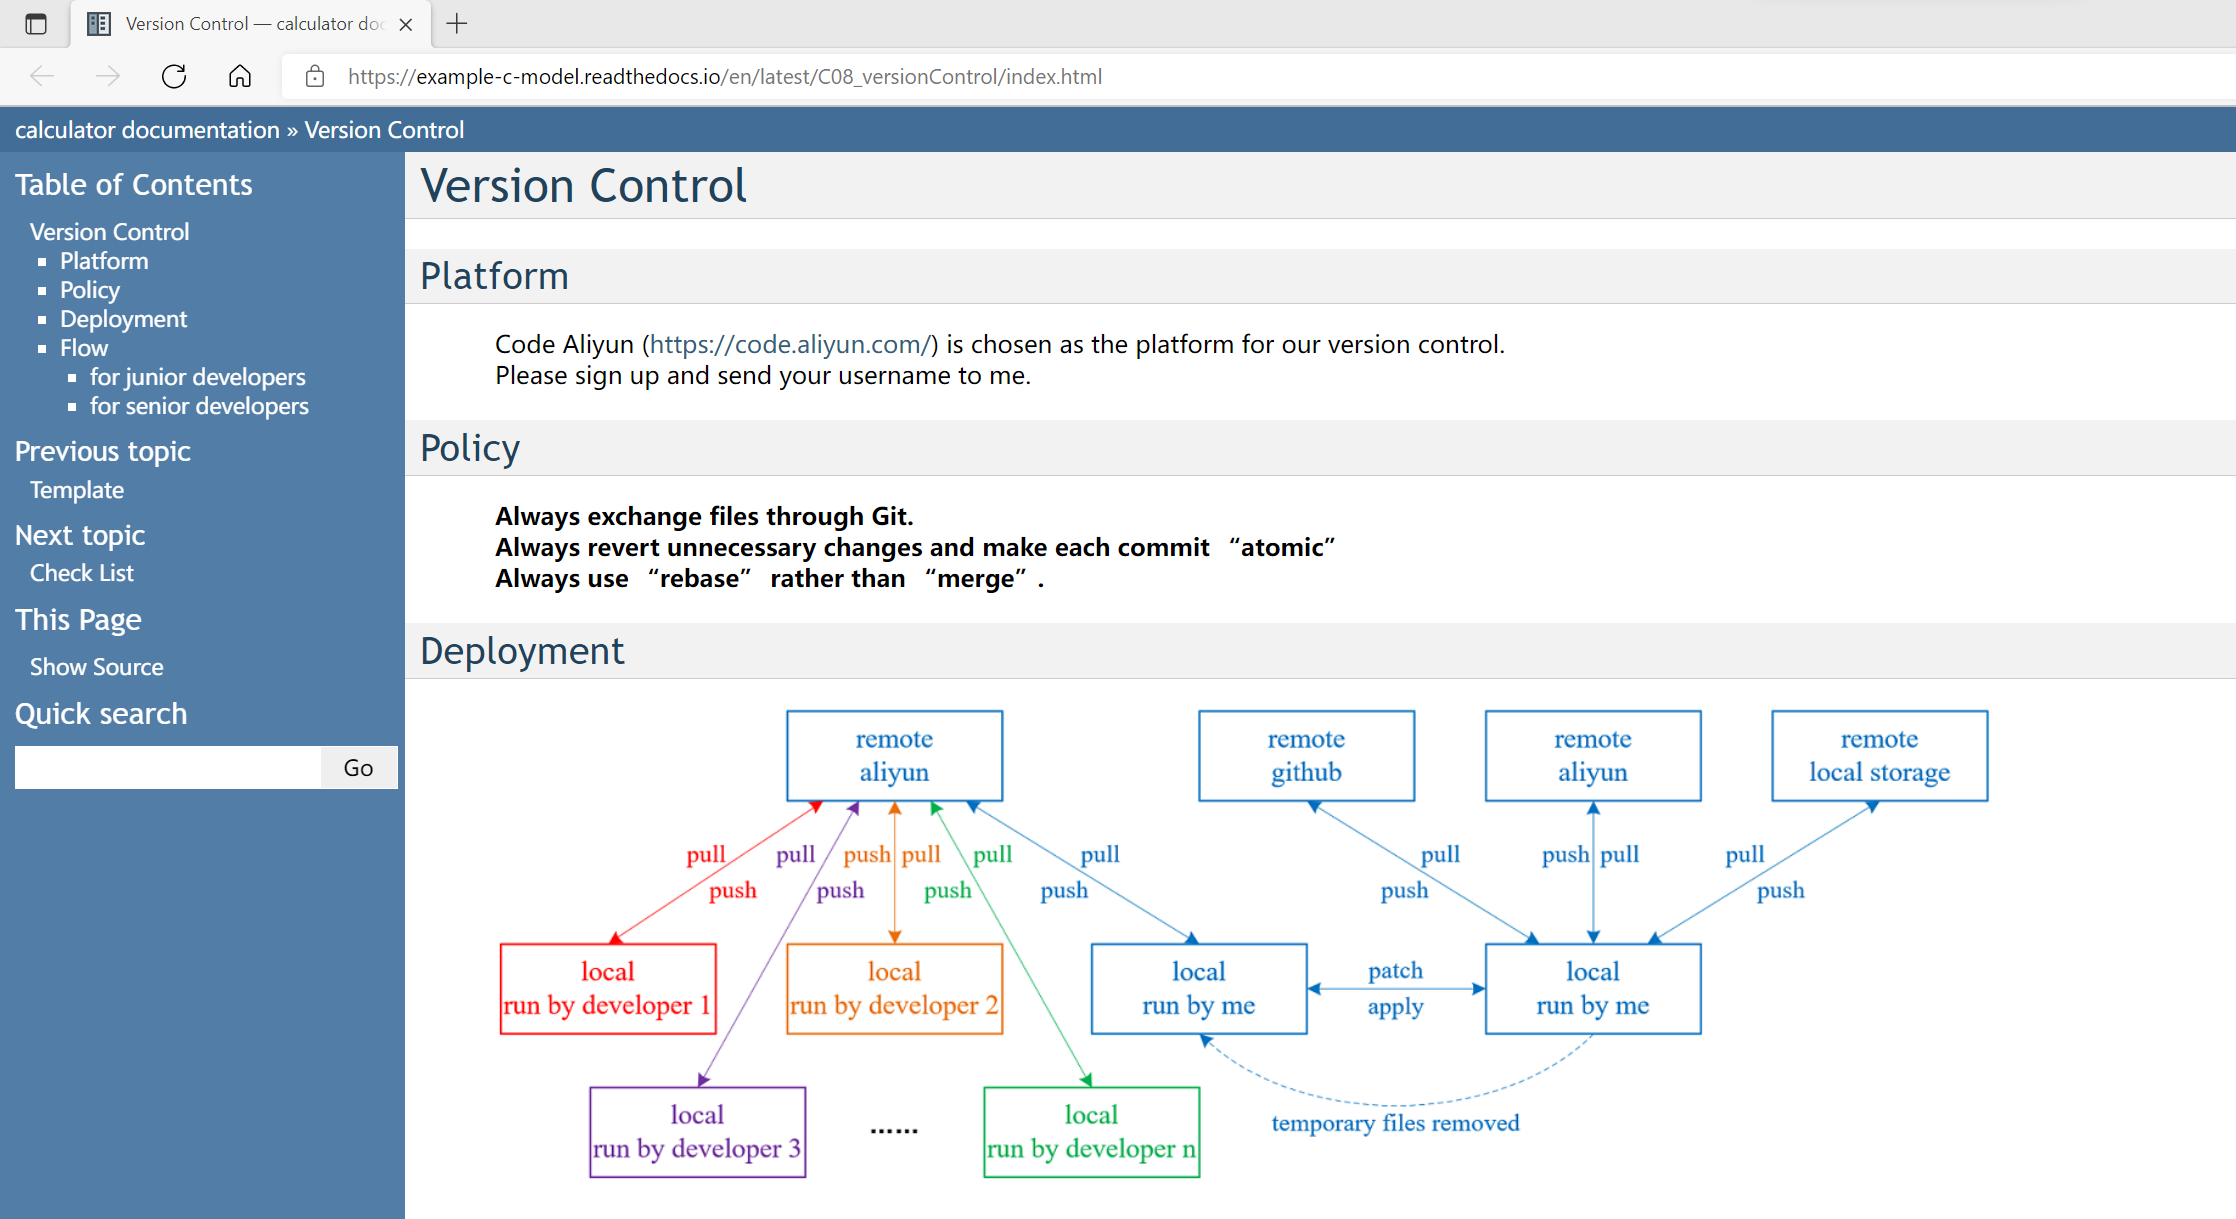 Version Control — calculator doc
https://example-c-model.readthedocs.io/en/latest/C08_versionControl/index.html
calculator documentation » Version Control
Table of Contents
Version Control
Platform
Policy
Deployment
Flow
for junior developers
for senior developers
Previous topic
Template
Next topic
Check List
This Page
Show Source
Quick search
Go
Version Control
Platform
Code Aliyun (https://code.aliyun.com/) is chosen as the platform for our version control.
Please sign up and send your username to me.
Policy
Always exchange files through Git.
Always revert unnecessary changes and make each commit “atomic”
Always use “rebase” rather than “merge”.
Deployment
remote
aliyun
remote
github
remote
aliyun
remote
local storage
pull
push
pull
push
push pull
pull
push
pull
push
pull
push
push pull
pull
push
local
run by developer 1
local
run by developer 2
local
run by me
patch
apply
local
run by me
local
run by developer 3
......
local
run by developer n
temporary files removed